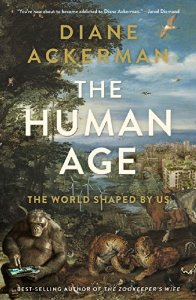 "You're now about to become addicted to Diane Ackerman." —Jared Diamond
DIANE
ACKERMAN
THE
HUMAN
AGE
THE WORLD SHAPED BY US
BEST-SELLING AUTHOR OF THE ZOOKEEPER'S WIFE